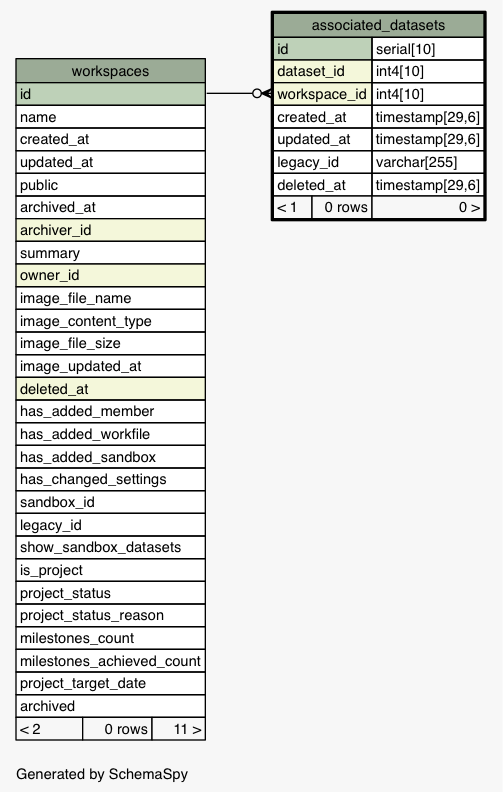 workspaces
id
name
created_at
updated_at
public
archived_at
archiver_id
summary
owner_id
image_file_name
image_content_type
image_file_size
image_updated_at
deleted_at
has_added_member
has_added_workfile
has_added_sandbox
has_changed_settings
sandbox_id
legacy_id
show_sandbox_datasets
is_project
project_status
project_status_reason
milestones_count
milestones_achieved_count
project_target_date
archived
< 2 0 rows 11 >
associated_datasets
id serial[10]
dataset_id int4[10]
workspace_id int4[10]
created_at timestamp[29,6]
updated_at timestamp[29,6]
legacy_id varchar[255]
deleted_at timestamp[29,6]
< 1 0 rows 0 >
Generated by SchemaSpy